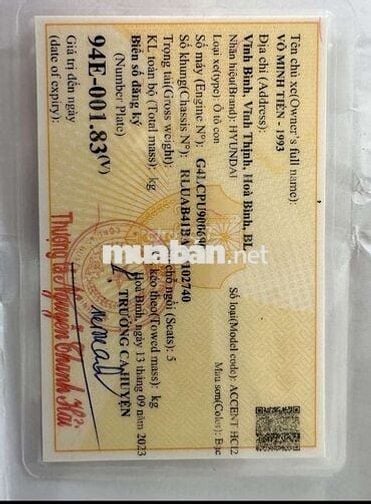 Tên chủ xe(Owner's full name):
VÕ MINH TIẾN - 1993
Địa chỉ (Address):
Vĩnh Bình, Vĩnh Thịnh, Hoà Bình, BL
Nhãn hiệu(Brand): HYUNDAI
Số loại(Model code): ACCENT HCI2
Loại xe(type): Ô tô con
Màu sơn(Color): Bạc
Số máy (Engine N°): G4LCPU
Số khung(Chassis N°): 102740
Trọng tải(Gross weight):
chỗ ngồi (Seats): 5
KL toàn bộ (Total mass): kg
kéo theo(Towed mass): kg
Biển số đăng ký
Hoà Bình, ngày 13 tháng 09 năm 2023
(Number Plate)
TRƯỞNG CA HUYỆN
94E-001.83(V)
Giá trị đến ngày
(date of expiry):
Thượng tá Nguyễn Thanh Hải
muaban.net